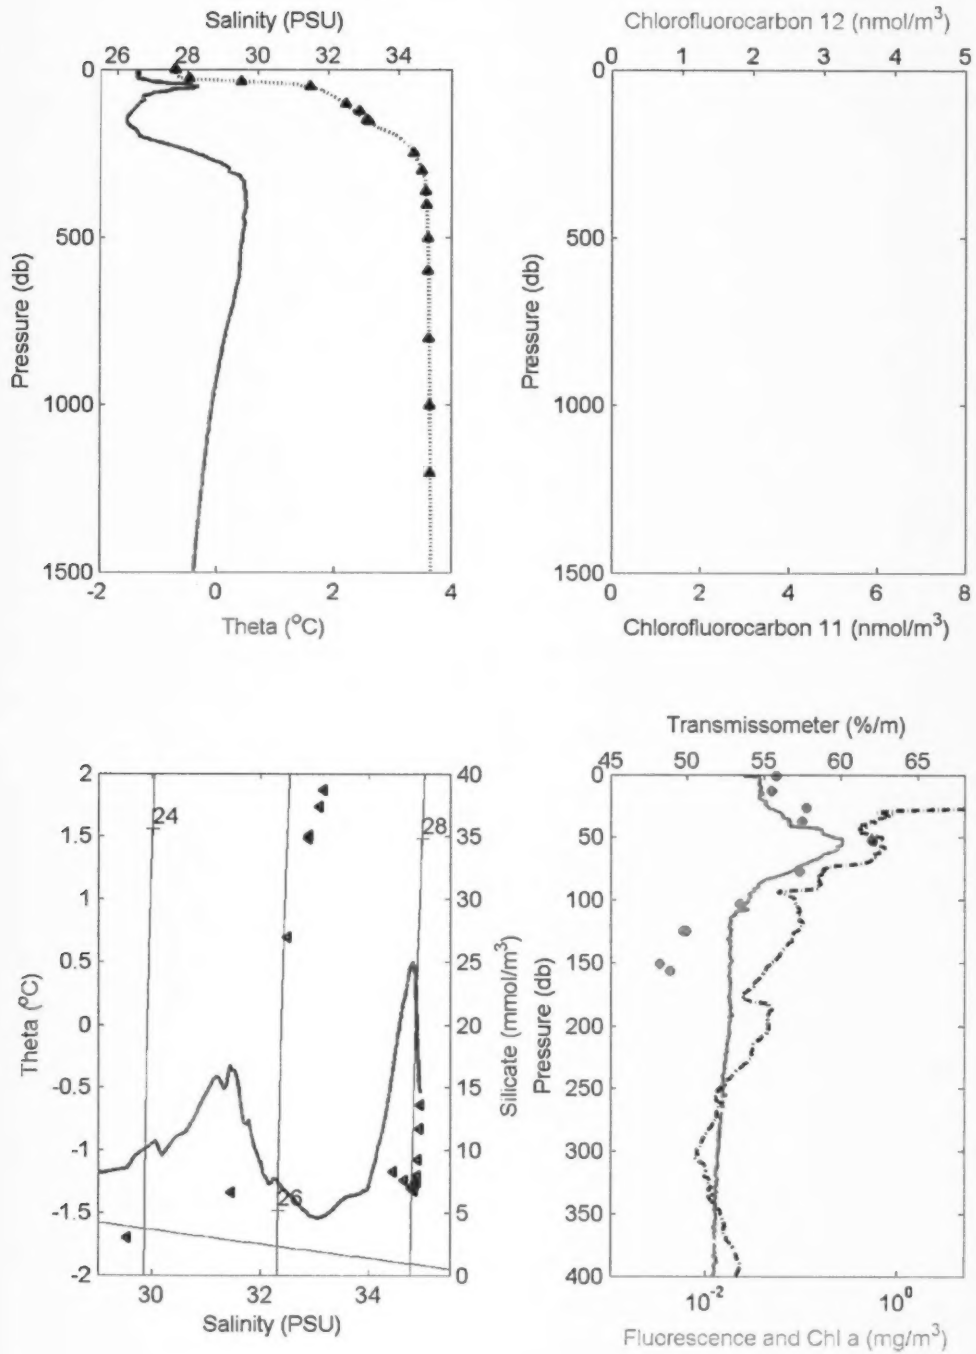 Salinity (PSU)
26 28 30 32 34
0
500
1000
1500
Pressure (db)
-2 0 2 4
Theta (°C)
Chlorofluorocarbon 12 (nmol/m³)
0 1 2 3 4 5
0
500
1000
1500
Pressure (db)
0 2 4 6 8
Chlorofluorocarbon 11 (nmol/m³)
2
1.5
1
0.5
0
-0.5
-1
-1.5
-2
Theta (°C)
24
26
28
40
35
30
25
20
15
10
5
0
Silicate (mmol/m³)
30 32 34
Salinity (PSU)
Transmissometer (%/m)
45 50 55 60 65
0
50
100
150
200
250
300
350
400
Pressure (db)
10⁻² 10⁰
Fluorescence and Chl a (mg/m³)